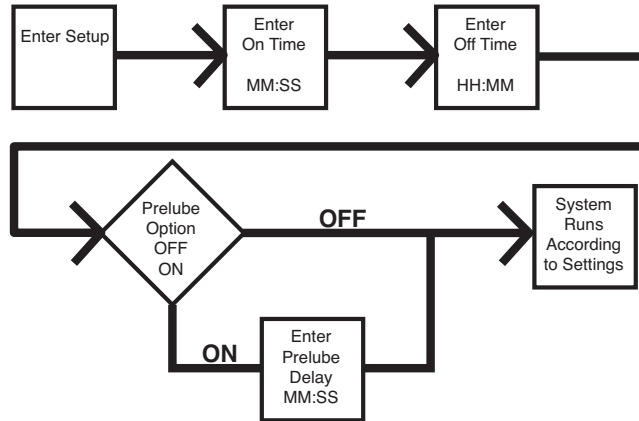 Enter Setup
Enter
On Time
MM:SS
Enter
Off Time
HH:MM
Prelube
Option
OFF
ON
OFF
System
Runs
According
to Settings
ON
Enter
Prelube
Delay
MM:SS